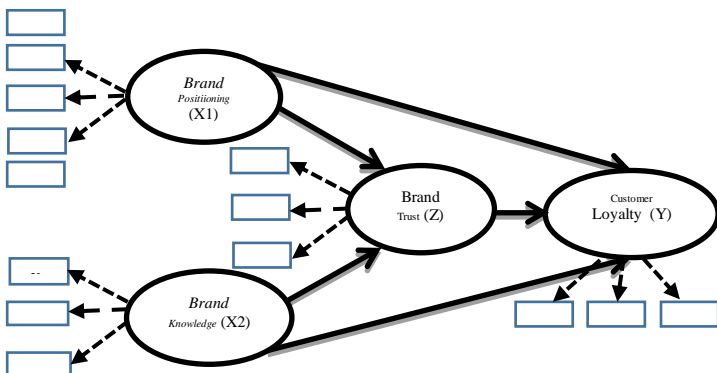 Brand
Positiioning
(X1)
Brand
Trust (Z)
Customer
Loyalty (Y)
--
Brand
Knowledge (X2)